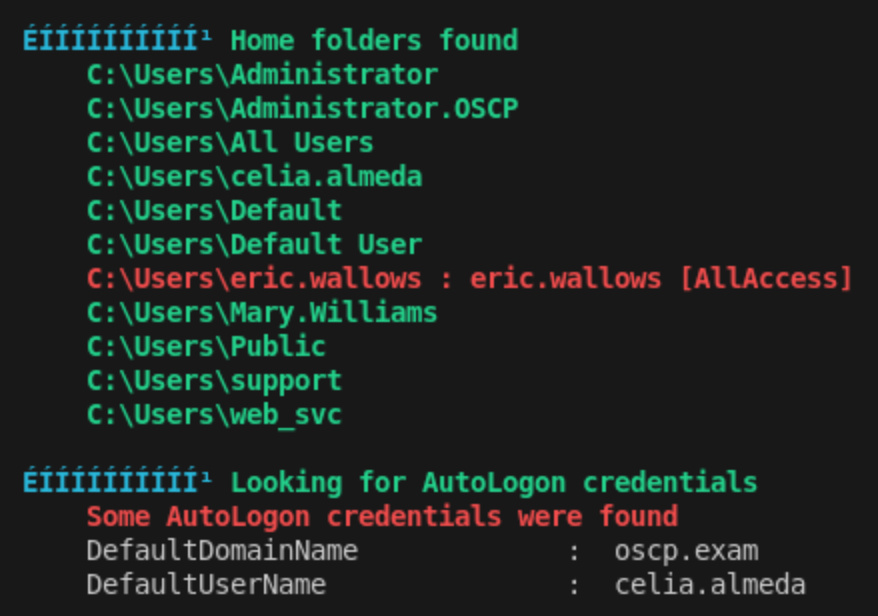 ÉÍÍÍÍÍÍÍÍÍÍ¹ Home folders found
C:\Users\Administrator
C:\Users\Administrator.OSCP
C:\Users\All Users
C:\Users\celia.almeda
C:\Users\Default
C:\Users\Default User
C:\Users\eric.wallows : eric.wallows [AllAccess]
C:\Users\Mary.Williams
C:\Users\Public
C:\Users\support
C:\Users\web_svc
ÉÍÍÍÍÍÍÍÍÍÍ¹ Looking for AutoLogon credentials
Some AutoLogon credentials were found
DefaultDomainName : oscp.exam
DefaultUserName : celia.almeda